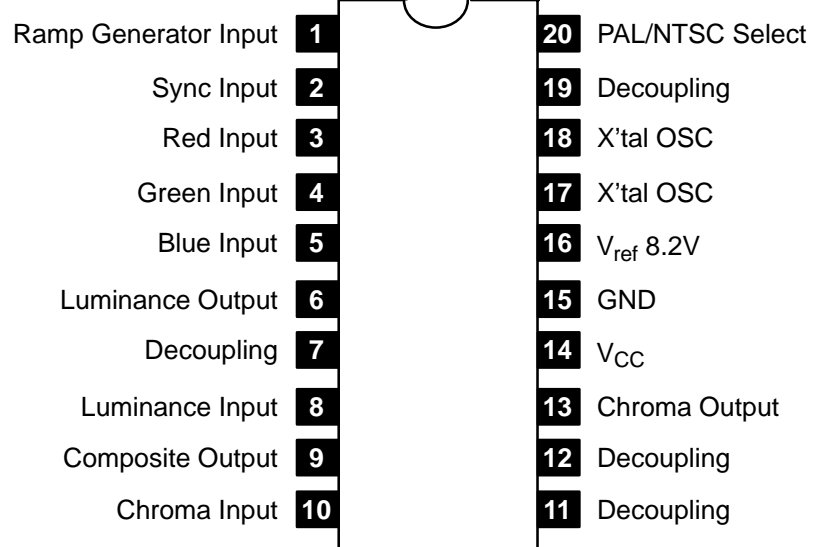 Ramp Generator Input 1 20 PAL/NTSC Select
Sync Input 2 19 Decoupling
Red Input 3 18 X’tal OSC
Green Input 4 17 X’tal OSC
Blue Input 5 16 Vref 8.2V
Luminance Output 6 15 GND
Decoupling 7 14 VCC
Luminance Input 8 13 Chroma Output
Composite Output 9 12 Decoupling
Chroma Input 10 11 Decoupling